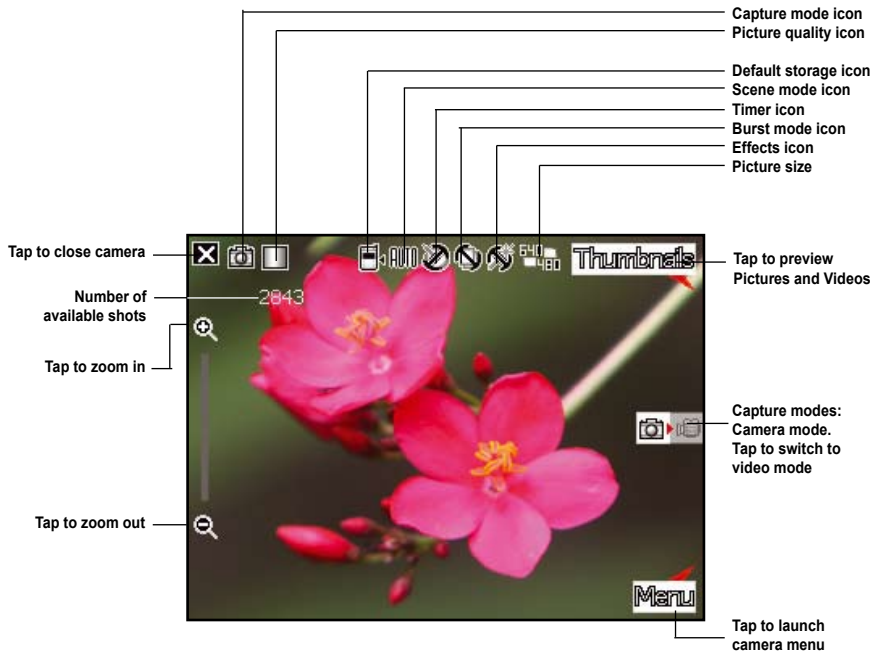 Capture mode icon
Picture quality icon
Default storage icon
Scene mode icon
Timer icon
Burst mode icon
Effects icon
Picture size
Tap to close camera
AUTO
640
480
Thumbnails
Tap to preview
Pictures and Videos
Number of
available shots
2843
Tap to zoom in
Capture modes:
Camera mode.
Tap to switch to
video mode
Tap to zoom out
Menu
Tap to launch
camera menu